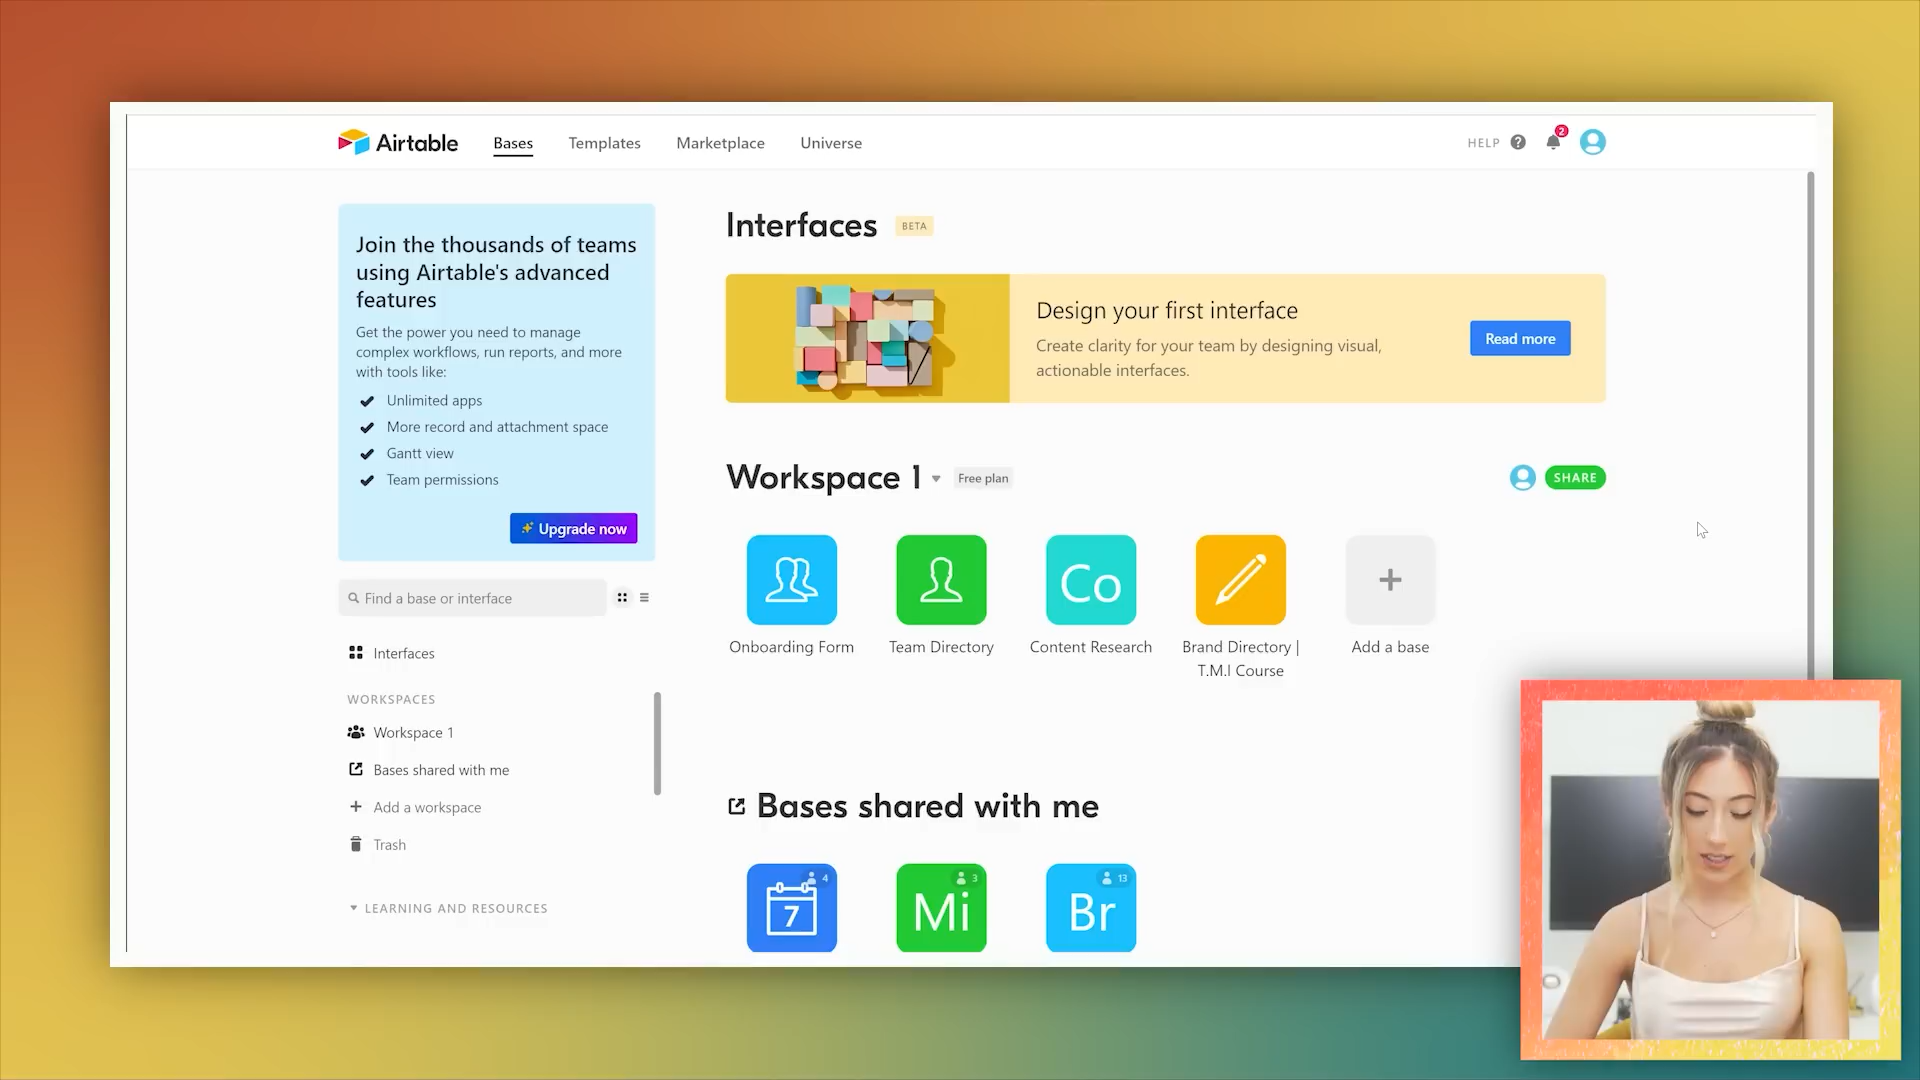 Airtable
Bases
Templates
Marketplace
Universe
HELP
2
Join the thousands of teams
using Airtable's advanced
features
Get the power you need to manage
complex workflows, run reports, and more
with tools like:
Unlimited apps
More record and attachment space
Gantt view
Team permissions
Upgrade now
Find a base or interface
Interfaces
WORKSPACES
Workspace 1
Bases shared with me
Add a workspace
Trash
LEARNING AND RESOURCES
Interfaces
BETA
Design your first interface
Create clarity for your team by designing visual,
actionable interfaces.
Read more
Workspace 1
Free plan
SHARE
Onboarding Form
Team Directory
Co
Content Research
Brand Directory |
T.M.I Course
Add a base
Bases shared with me
4
7
3
Mi
13
Br